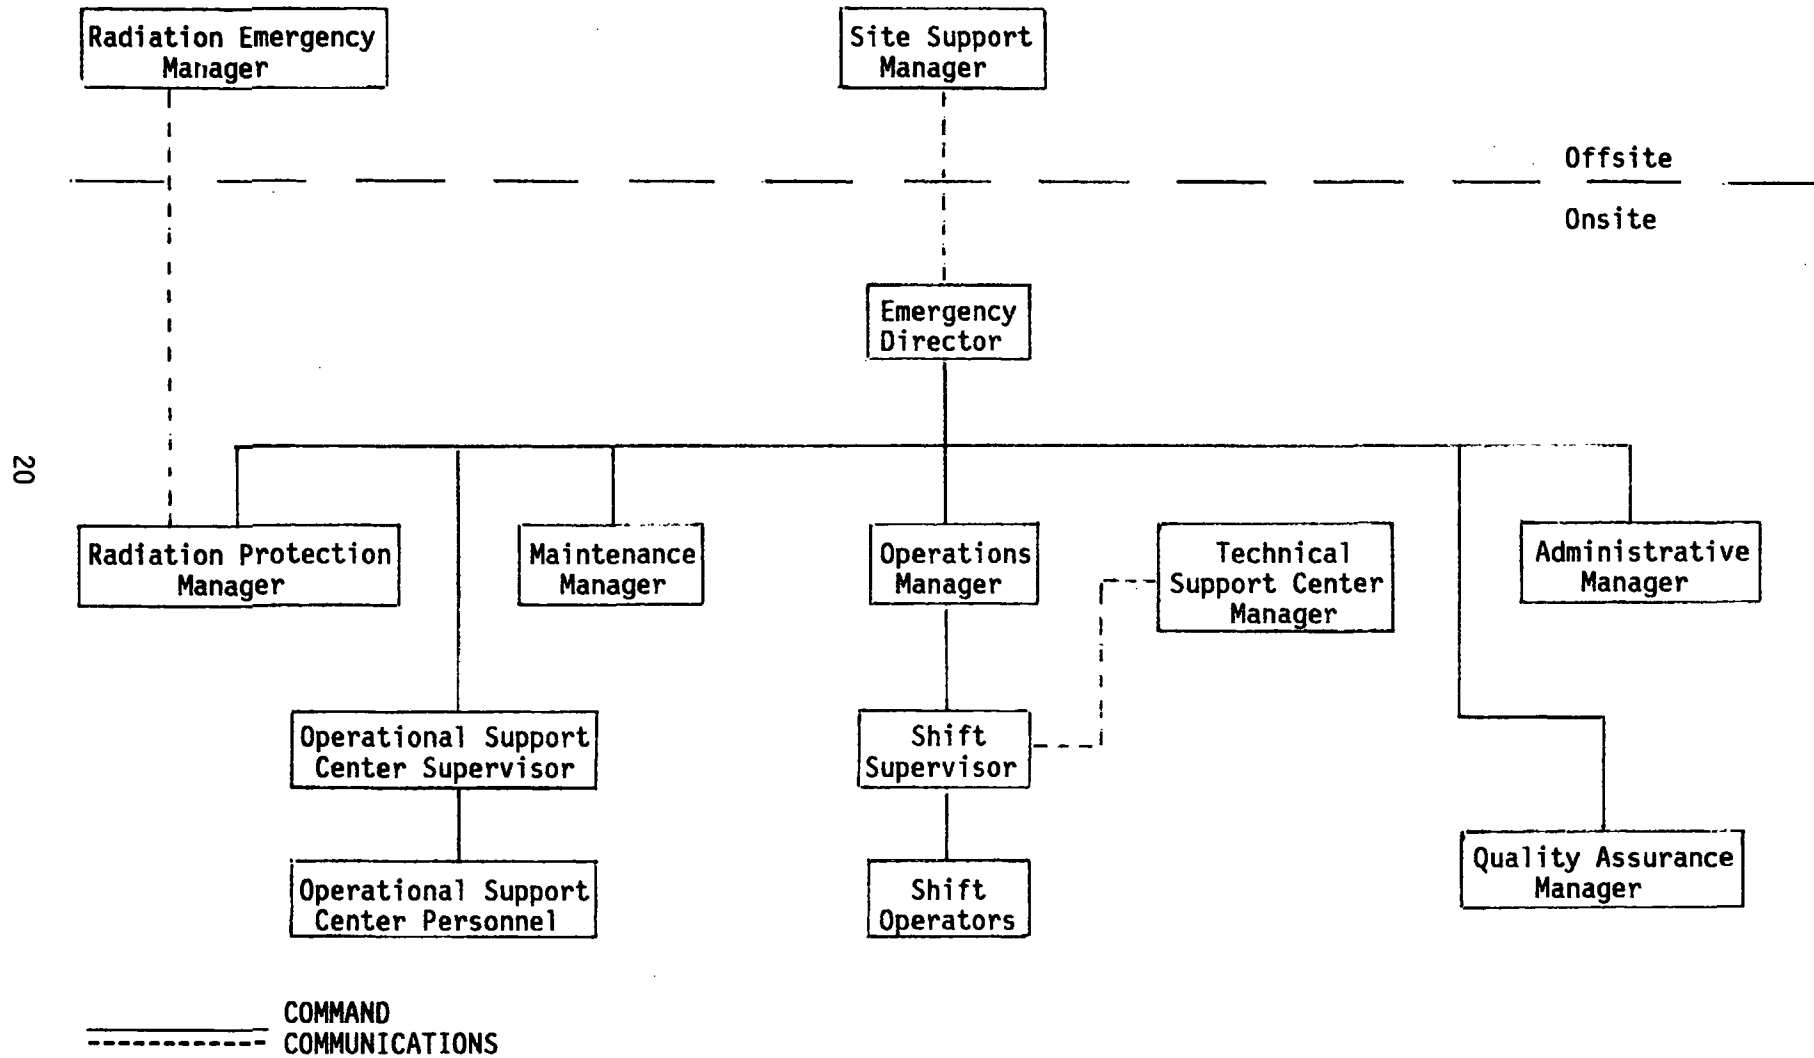 Radiation Emergency
Manager
Site Support
Manager
Offsite
Onsite
Emergency
Director
20
Radiation Protection
Manager
Maintenance
Manager
Operations
Manager
Technical
Support Center
Manager
Administrative
Manager
Operational Support
Center Supervisor
Shift
Supervisor
Quality Assurance
Manager
Operational Support
Center Personnel
Shift
Operators
COMMAND
COMMUNICATIONS